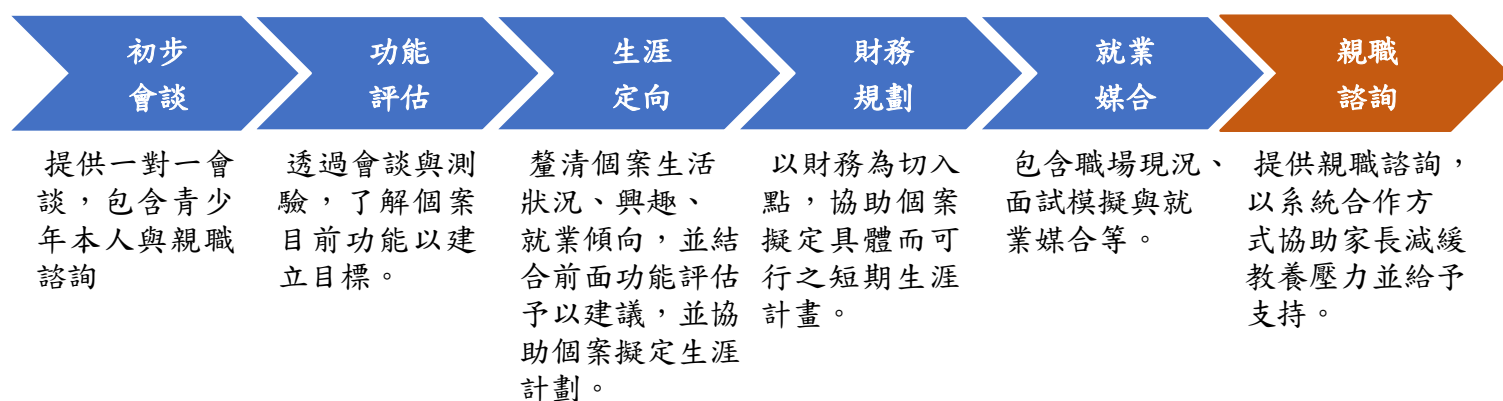 初步
會談
功能
評估
生涯
定向
財務
規劃
就業
媒合
親職
諮詢
提供一對一會
談，包含青少
年本人與親職
諮詢
透過會談與測
驗，了解個案
目前功能以建
立目標。
釐清個案生活
狀況、興趣、
就業傾向，並結
合前面功能評估
予以建議，並協
助個案擬定生涯
計劃。
以財務為切入
點，協助個案
擬定具體而可
行之短期生涯
計畫。
包含職場現況、
面試模擬與就
業媒合等。
提供親職諮詢，
以系統合作方
式協助家長減緩
教養壓力並給予
支持。